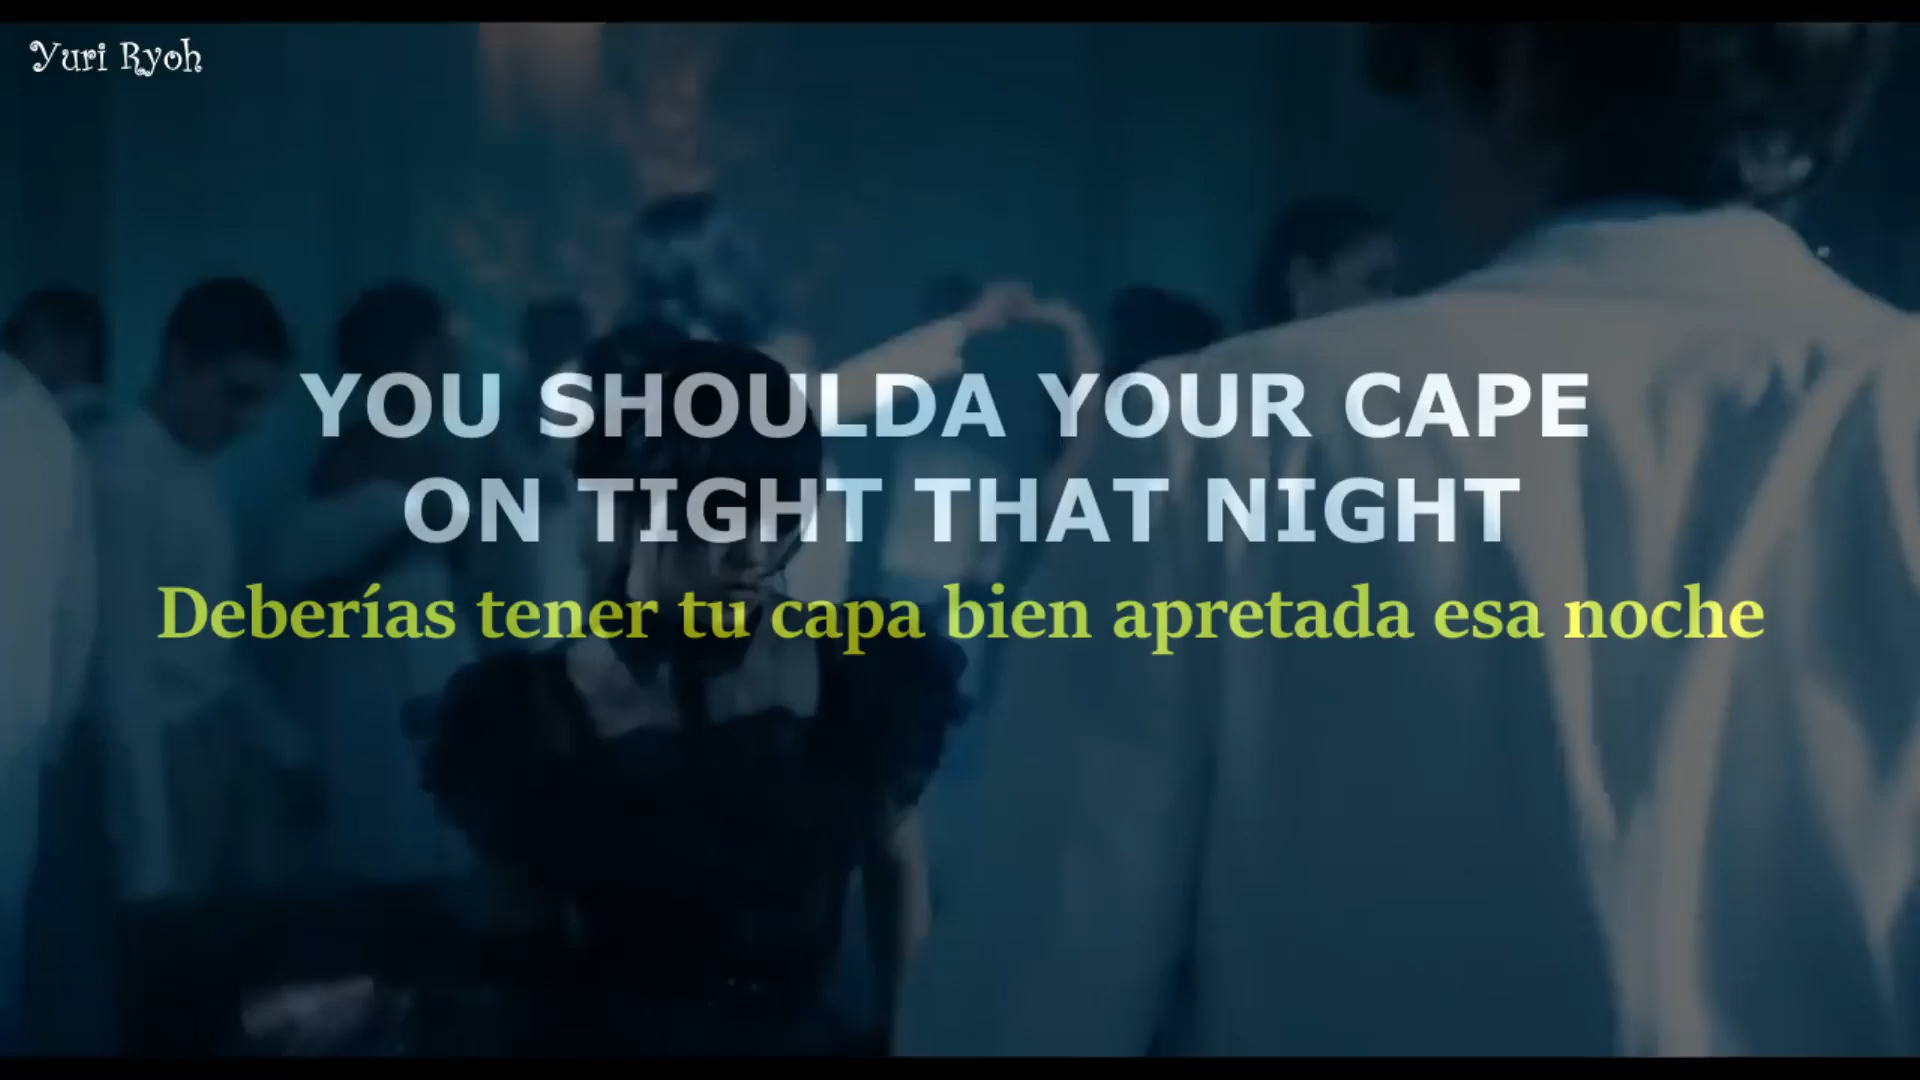 Yuri Ryoh
YOU SHOULDA YOUR CAPE
ON TIGHT THAT NIGHT
Deberías tener tu capa bien apretada esa noche